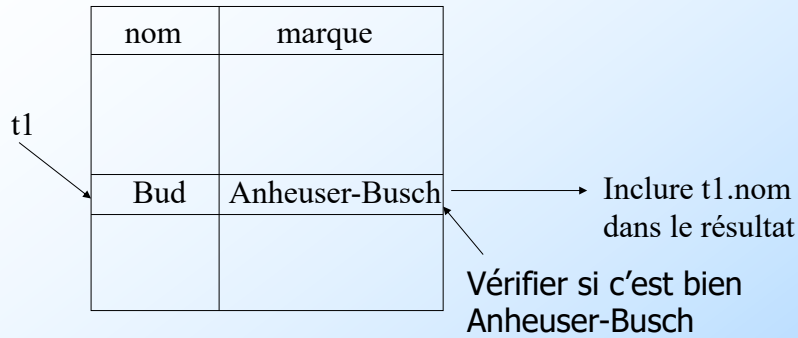 nom marque
t1
Bud Anheuser-Busch
Inclure t1.nom
dans le résultat
Vérifier si c'est bien
Anheuser-Busch